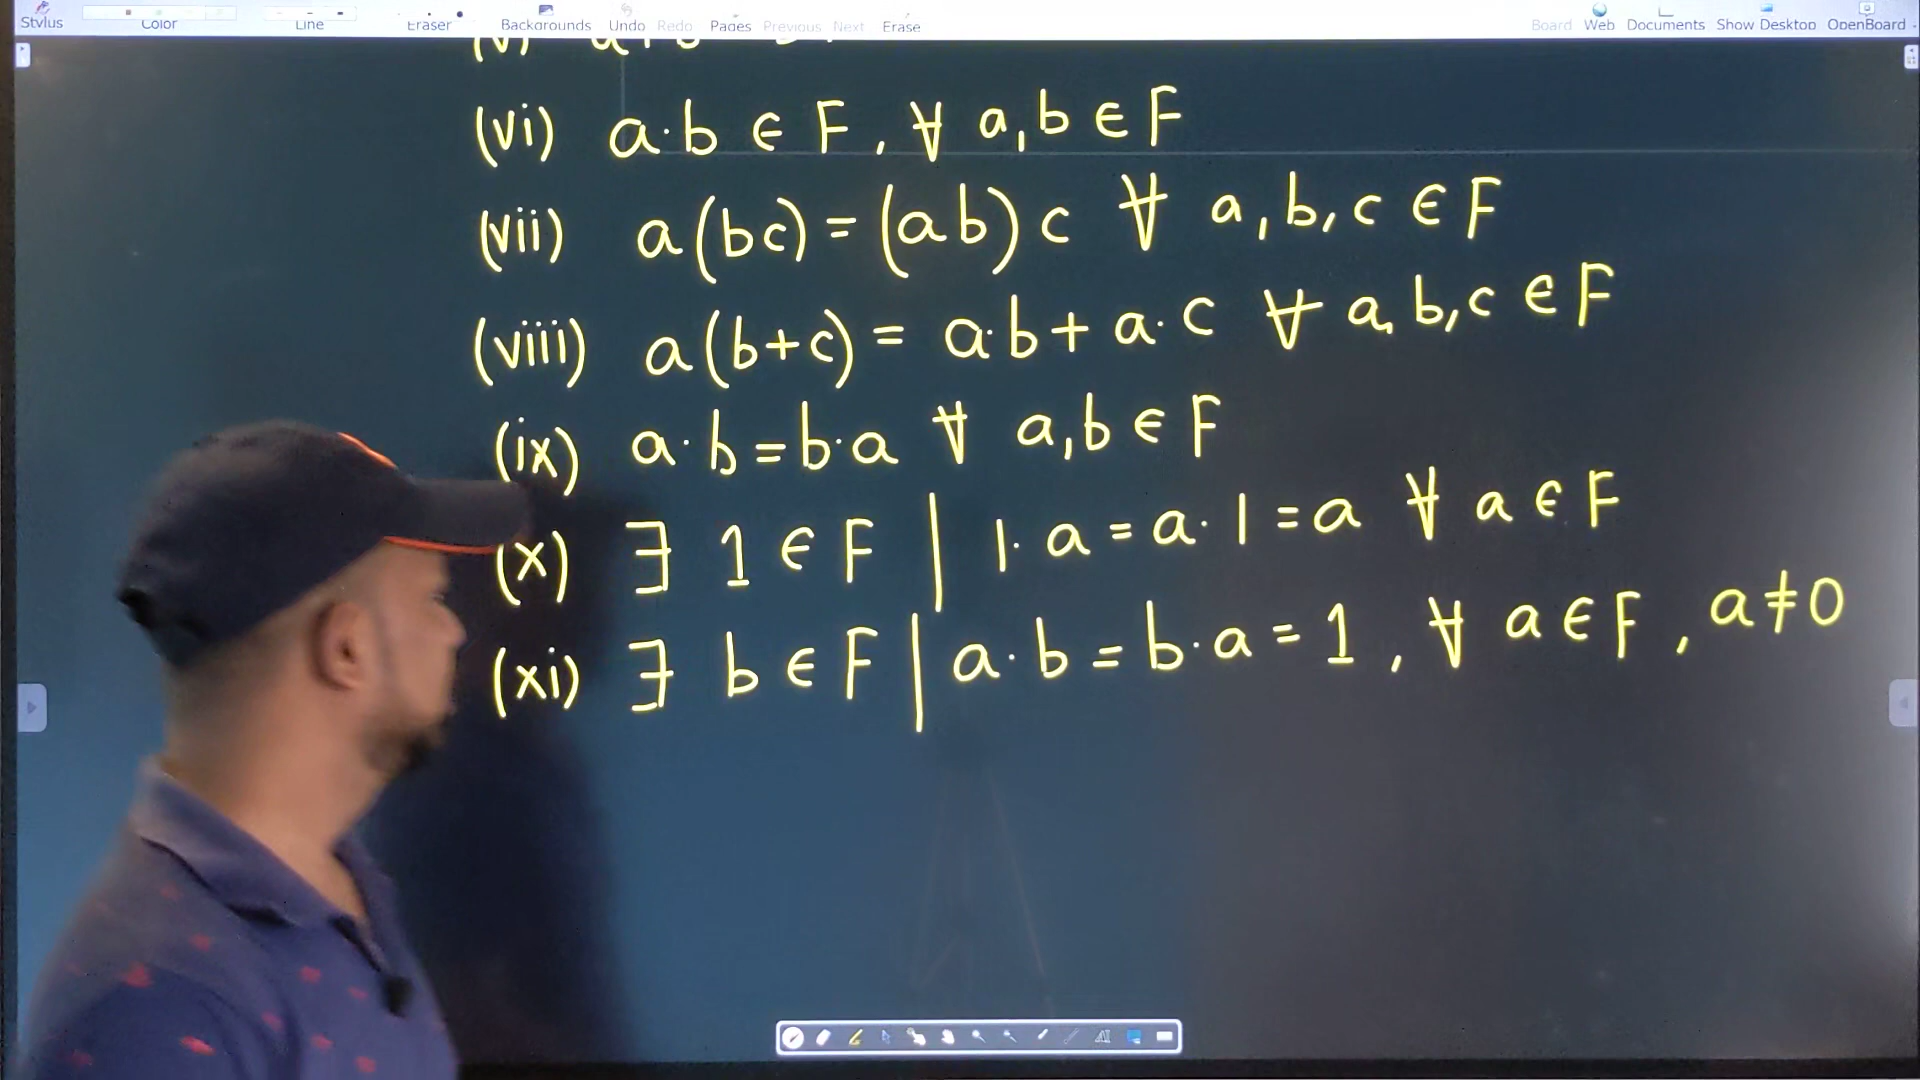 Stylus Color Line Eraser Backgrounds Undo Redo Pages Previous Next Erase Board Web Documents Show Desktop OpenBoard
(vi) a·b ∈ F, ∀ a,b ∈ F
(vii) a(bc) = (ab)c ∀ a,b,c ∈ F
(viii) a(b+c) = a·b + a·c ∀ a,b,c ∈ F
(ix) a·b = b·a ∀ a,b ∈ F
(x) ∃ 1 ∈ F | 1·a = a·1 = a ∀ a ∈ F
(xi) ∃ b ∈ F | a·b = b·a = 1, ∀ a ∈ F, a≠0